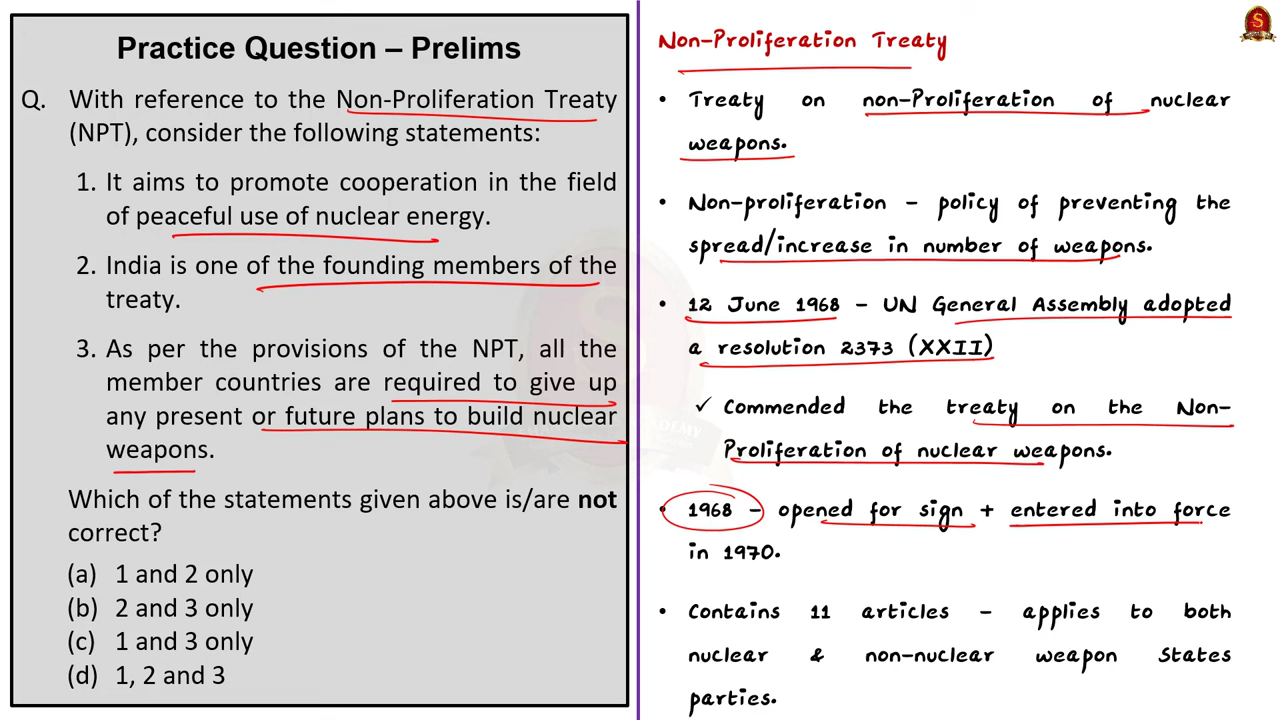 Practice Question – Prelims
Q. With reference to the Non-Proliferation Treaty
(NPT), consider the following statements:
1. It aims to promote cooperation in the field
of peaceful use of nuclear energy.
2. India is one of the founding members of the
treaty.
3. As per the provisions of the NPT, all the
member countries are required to give up
any present or future plans to build nuclear
weapons.
Which of the statements given above is/are not
correct?
(a) 1 and 2 only
(b) 2 and 3 only
(c) 1 and 3 only
(d) 1, 2 and 3
Non-Proliferation Treaty
• Treaty on non-Proliferation of nuclear
weapons.
• Non-proliferation - policy of preventing the
spread/increase in number of weapons.
• 12 June 1968 - UN General Assembly adopted
a resolution 2373 (XXII)
✓ Commended the treaty on the Non-
Proliferation of nuclear weapons.
• 1968 - opened for sign + entered into force
in 1970.
• Contains 11 articles - applies to both
nuclear & non-nuclear weapon States
parties.